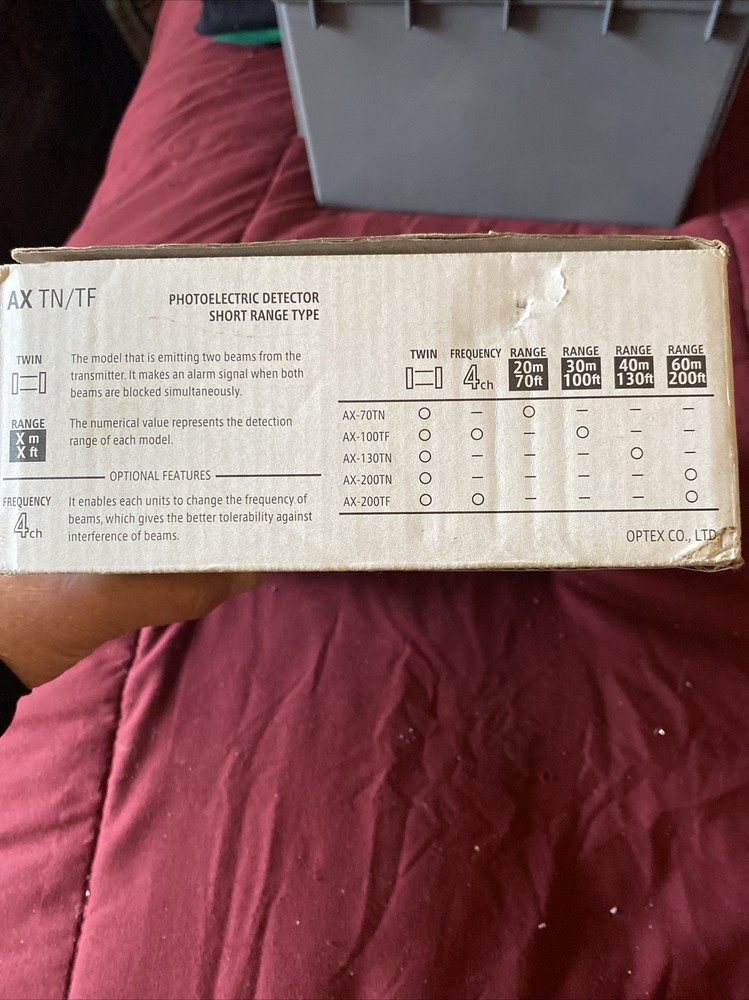 AX TN/TF
PHOTOELECTRIC DETECTOR
SHORT RANGE TYPE
TWIN
The model that is emitting two beams from the
transmitter. It makes an alarm signal when both
beams are blocked simultaneously.
RANGE
X m
X ft
The numerical value represents the detection
range of each model.
OPTIONAL FEATURES
FREQUENCY
4ch
It enables each units to change the frequency of
beams, which gives the better tolerability against
interference of beams.
TWIN FREQUENCY RANGE RANGE RANGE RANGE
4ch 20m 30m 40m 60m
70ft 100ft 130ft 200ft
AX-70TN O – O – – –
AX-100TF O O – O – –
AX-130TN O – – – O –
AX-200TN O – – – – O
AX-200TF O O – – – O
OPTEX CO., LTD.